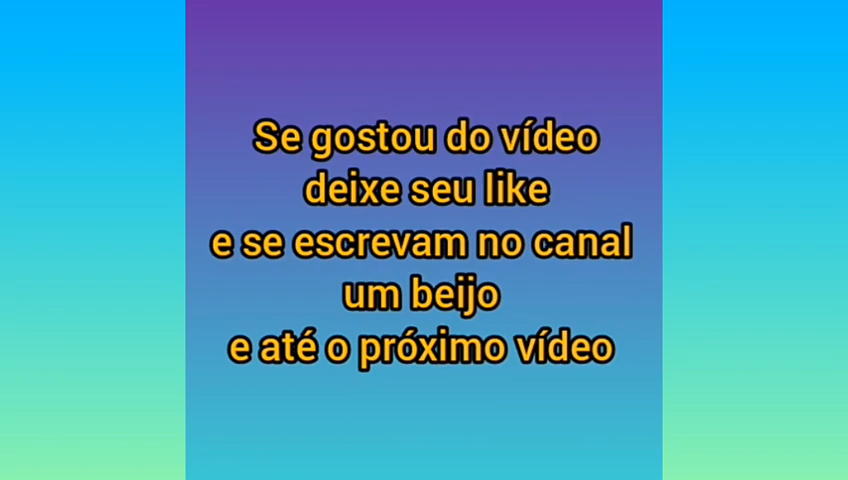 Se gostou do vídeo
deixe seu like
e se escrevam no canal
um beijo
e até o próximo vídeo